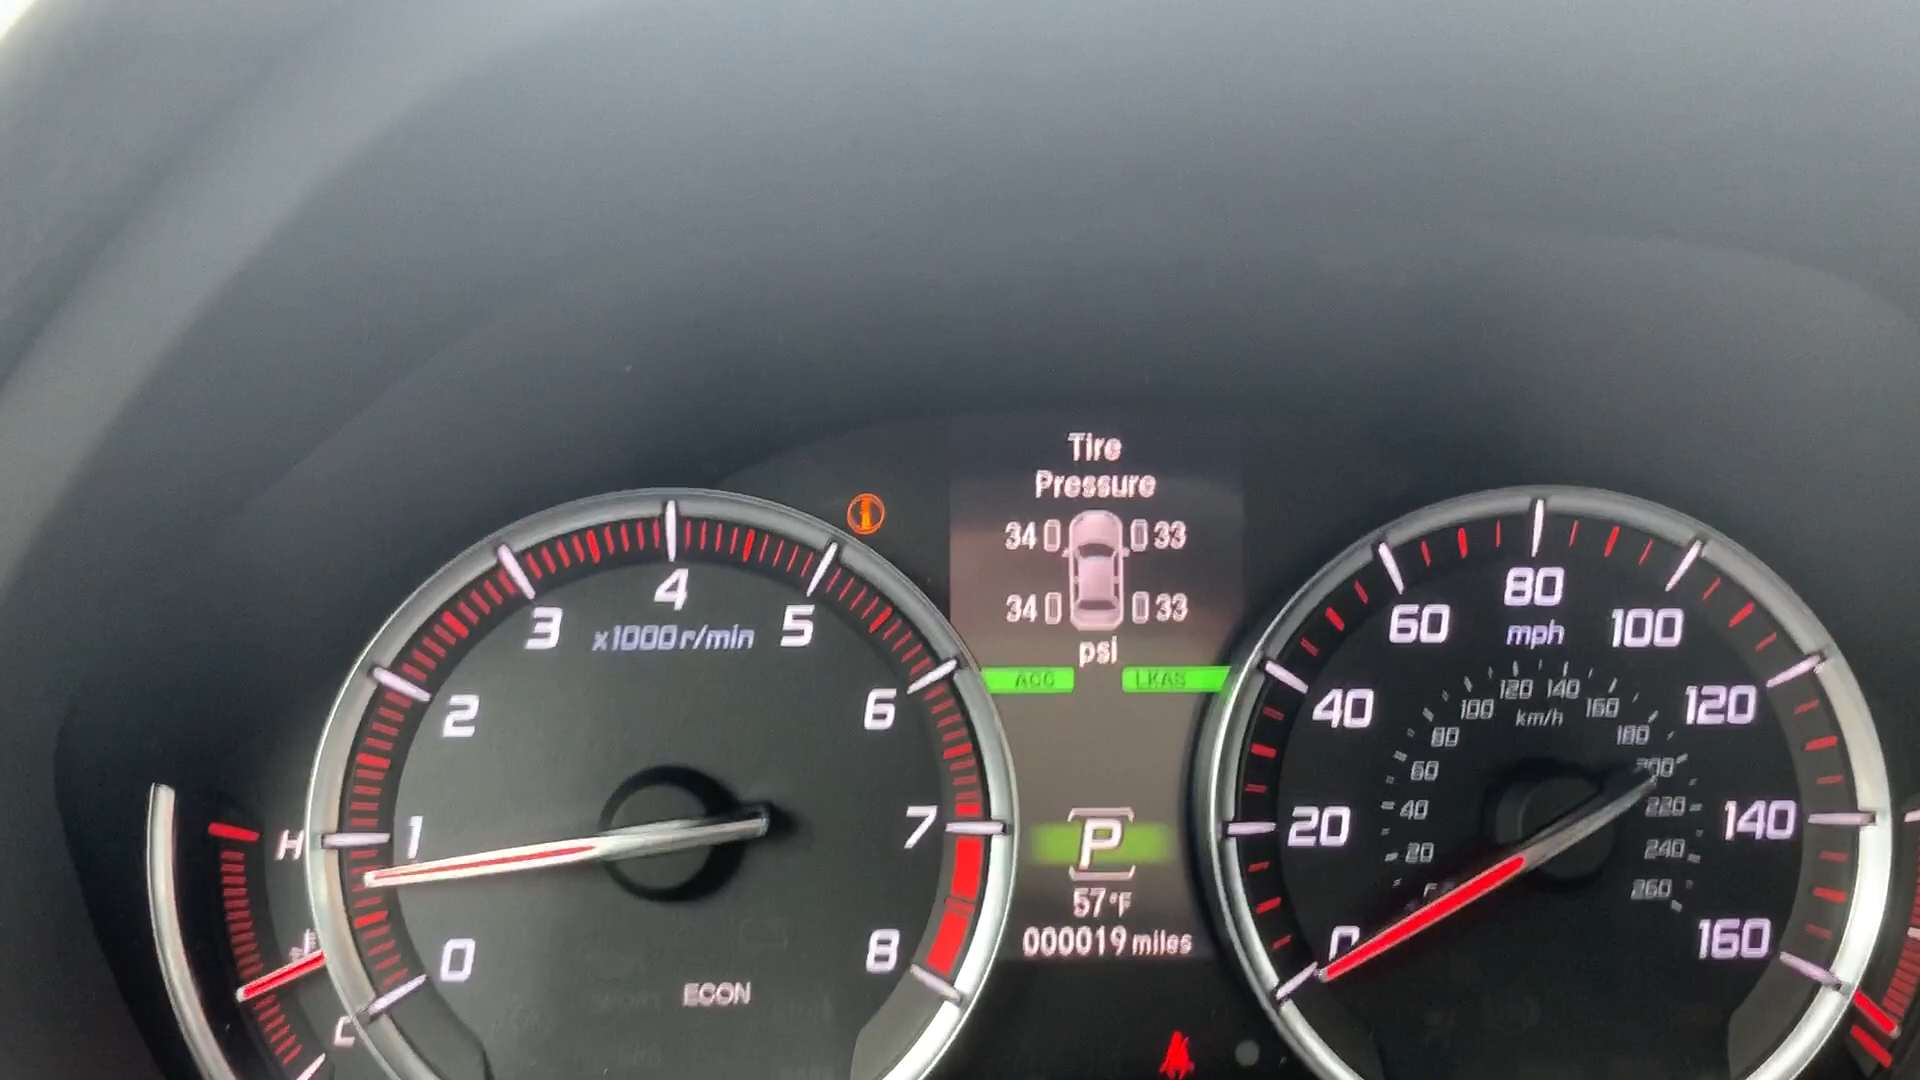 Tire
Pressure
34 33
34 33
psi
ACC LKAS
P
57°F
000019 miles
0 1 2 3 4 5 6 7 8
x1000r/min
ECON
H
C
0 20 40 60 80 100 120 140 160
mph
20 40 60 80 100 120 140 160 180 200 220 240 260
km/h